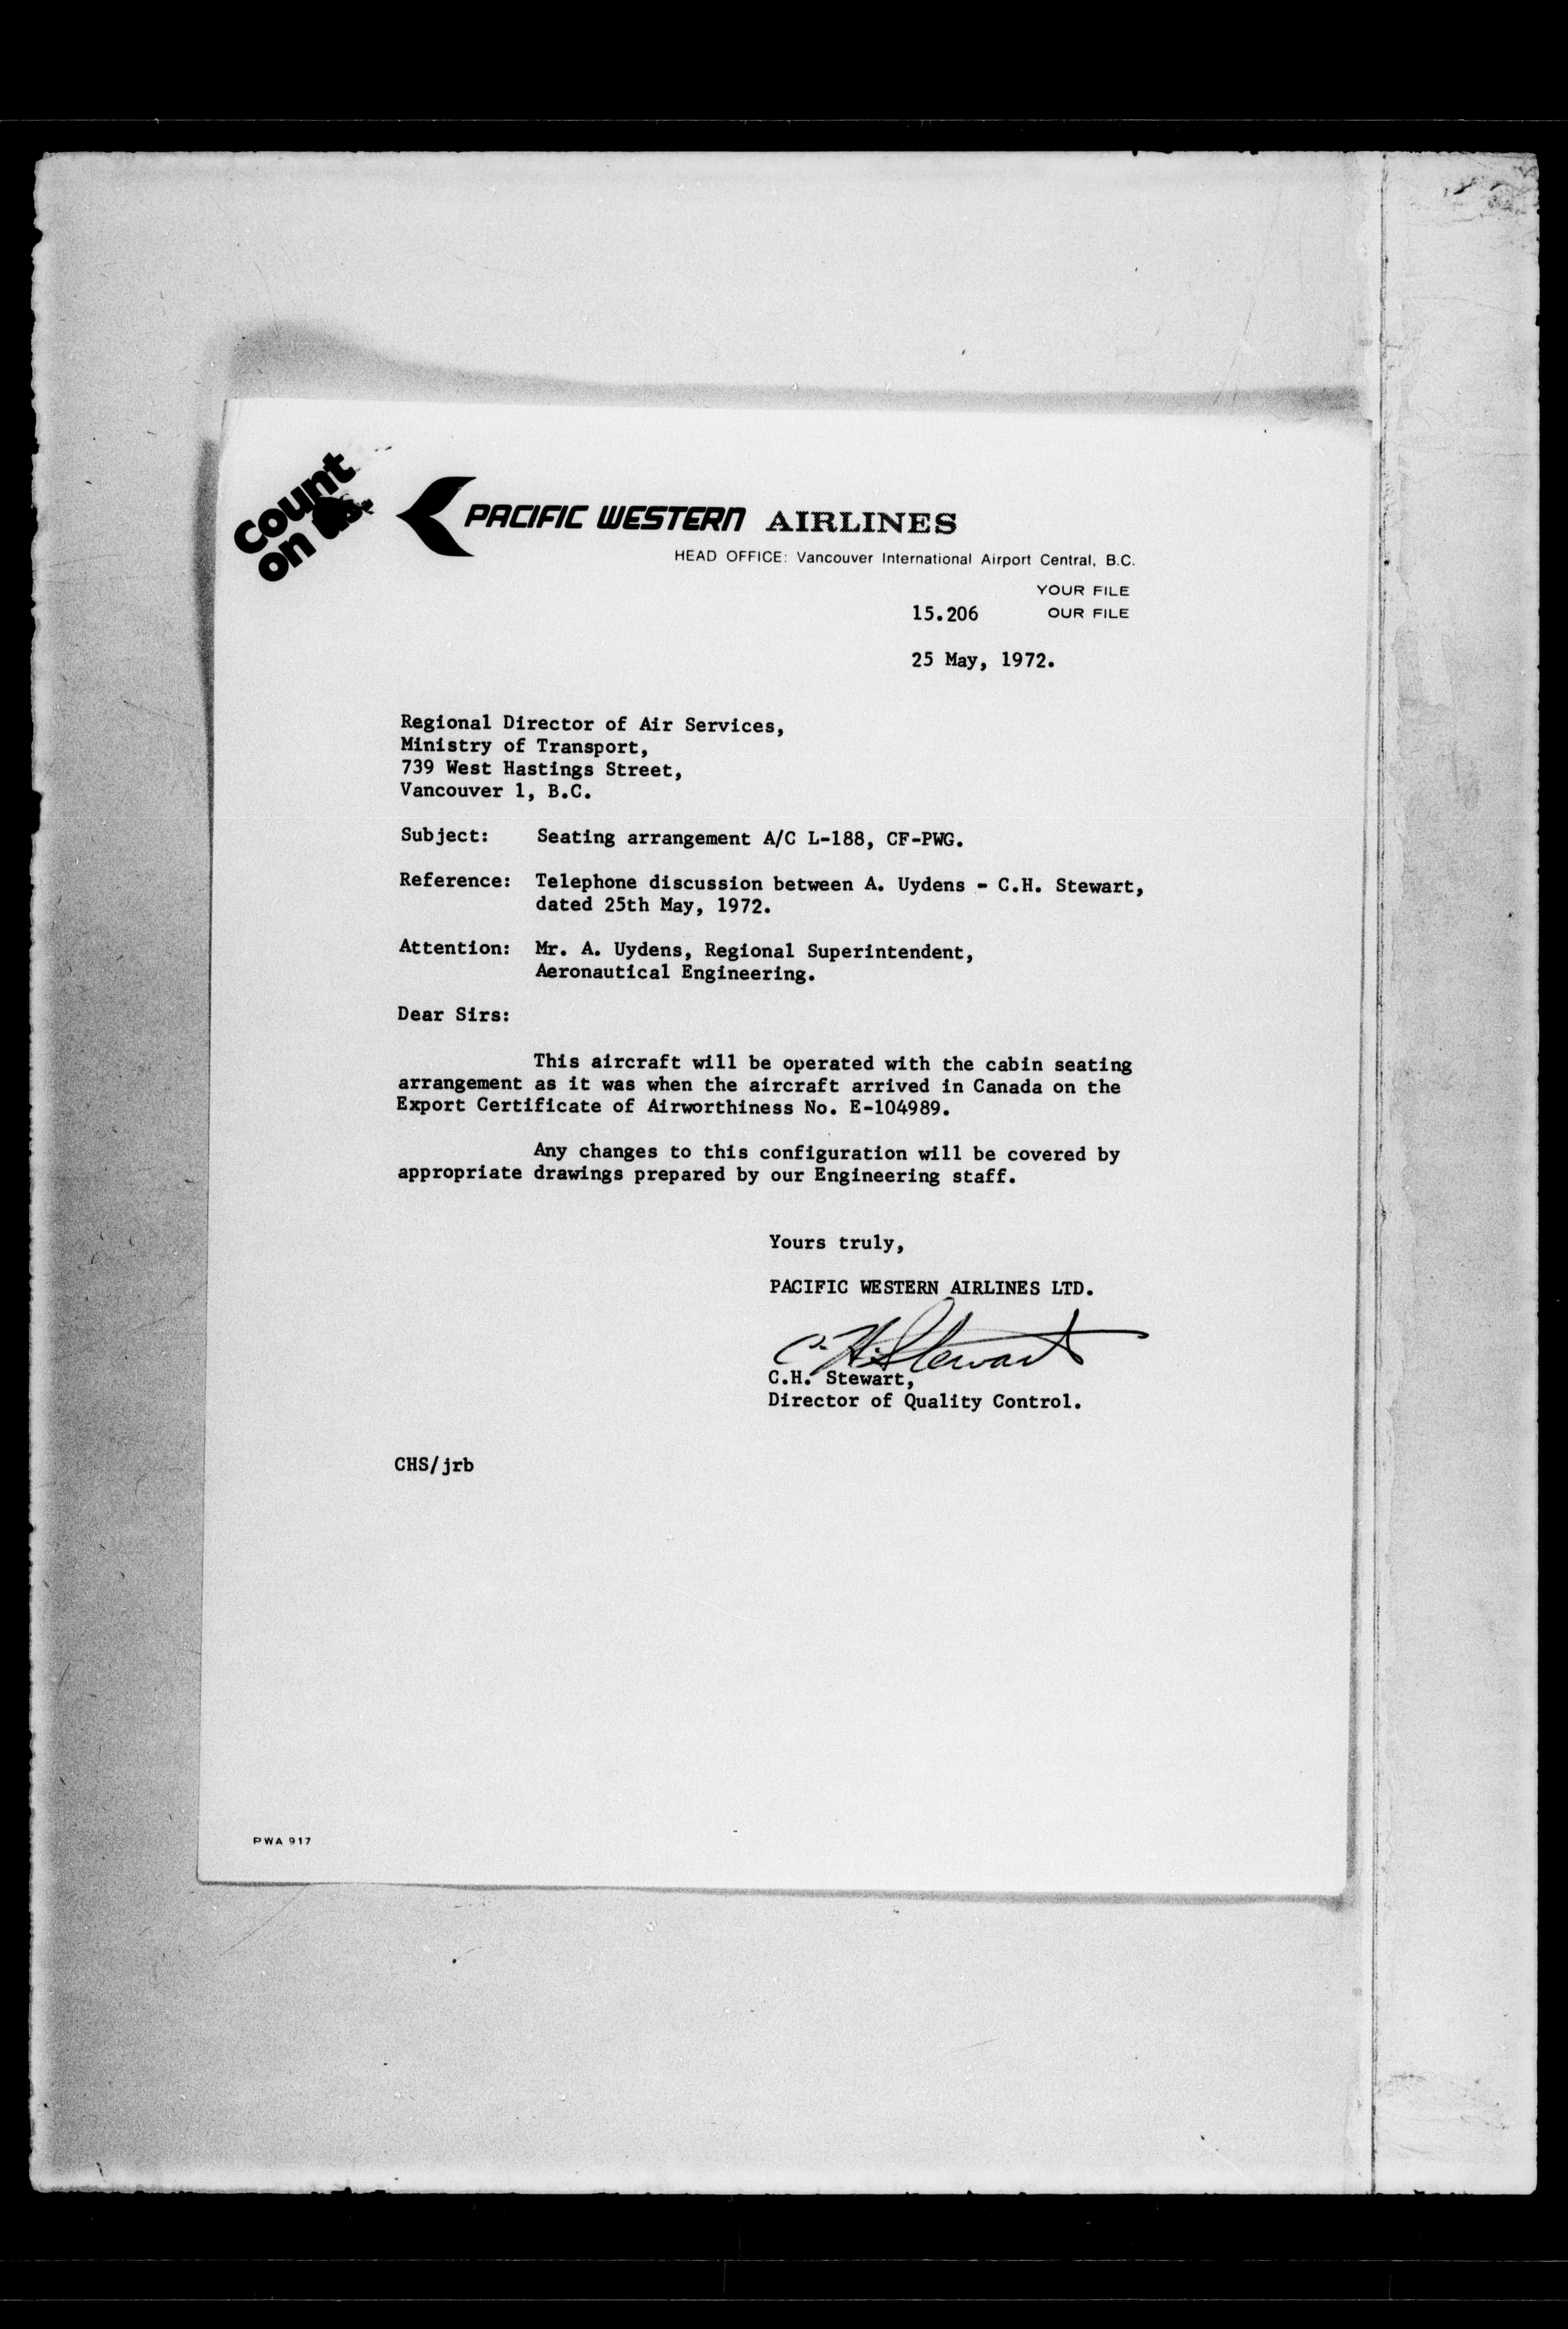 Count
on us.
PACIFIC WESTERN AIRLINES
HEAD OFFICE: Vancouver International Airport Central, B.C.
YOUR FILE
15.206 OUR FILE
25 May, 1972.
Regional Director of Air Services,
Ministry of Transport,
739 West Hastings Street,
Vancouver 1, B.C.
Subject: Seating arrangement A/C L-188, CF-PWG.
Reference: Telephone discussion between A. Uydens - C.H. Stewart,
dated 25th May, 1972.
Attention: Mr. A. Uydens, Regional Superintendent,
Aeronautical Engineering.
Dear Sirs:
This aircraft will be operated with the cabin seating
arrangement as it was when the aircraft arrived in Canada on the
Export Certificate of Airworthiness No. E-104989.
Any changes to this configuration will be covered by
appropriate drawings prepared by our Engineering staff.
Yours truly,
PACIFIC WESTERN AIRLINES LTD.
C.H. Stewart
C.H. Stewart,
Director of Quality Control.
CHS/jrb
PWA 917